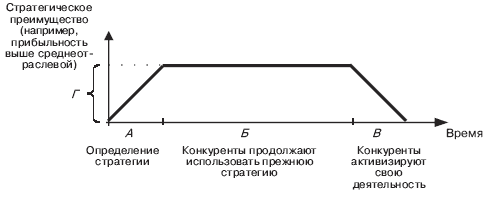 Стратегическое
преимущество
(например,
прибыльность
выше среднеот-
раслевой)
Г
А
Б
В
Время
Определение
стратегии
Конкуренты продолжают
использовать прежнюю
стратегию
Конкуренты
активизируют
свою
деятельность